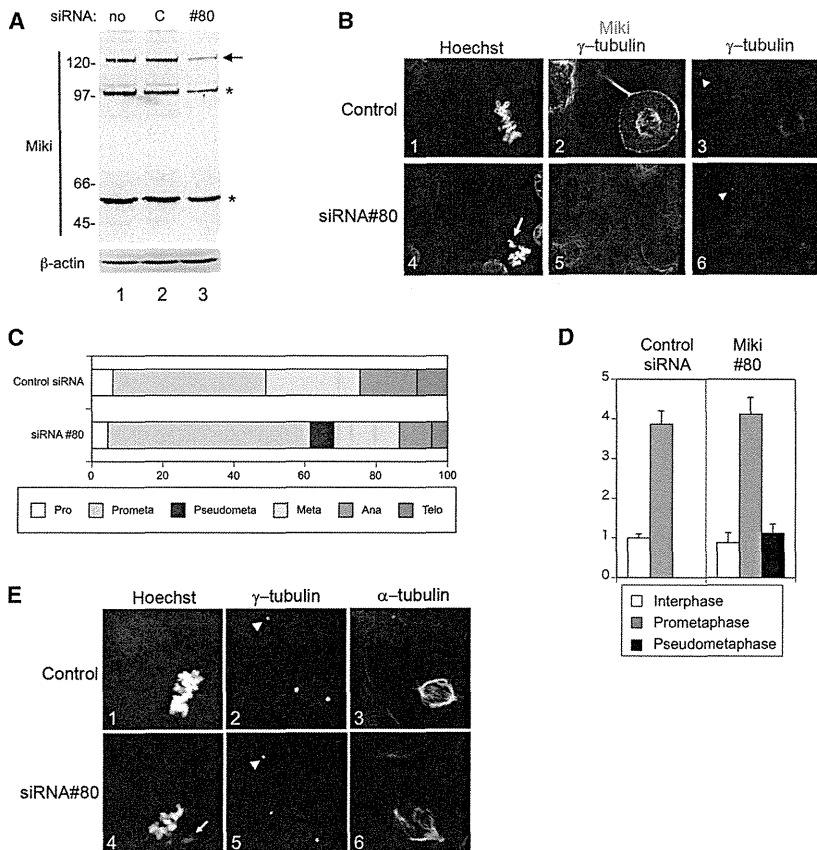 A
siRNA: no C #80
120-
97-
*
Miki
66-
*
45-
β-actin
1 2 3
B
Miki
Hoechst γ-tubulin γ-tubulin
Control
1 2 3
siRNA#80
4 5 6
C
Control siRNA
siRNA #80
0 20 40 60 80 100
Pro Prometa Pseudometa Meta Ana Telo
D
Control Miki
siRNA #80
5
4
3
2
1
0
Interphase
Prometaphase
Pseudometaphase
E
Hoechst γ-tubulin α-tubulin
Control
1 2 3
siRNA#80
4 5 6